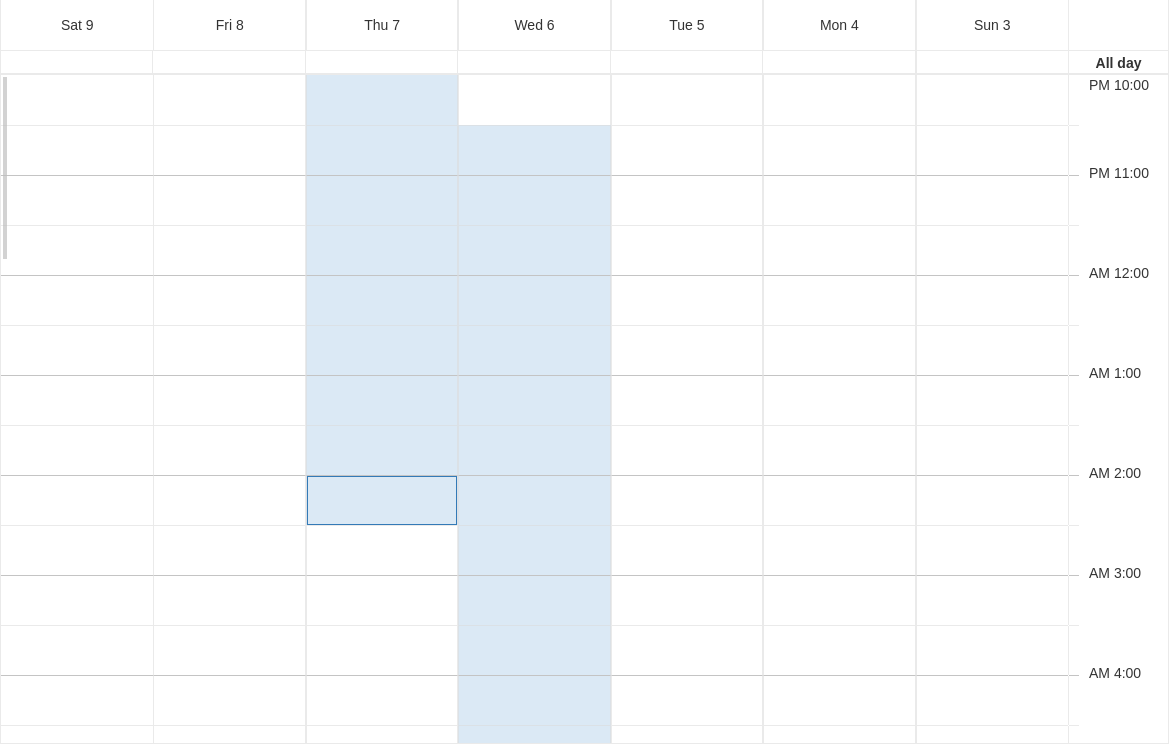 Sat 9 Fri 8 Thu 7 Wed 6 Tue 5 Mon 4 Sun 3
All day
PM 10:00
PM 11:00
AM 12:00
AM 1:00
AM 2:00
AM 3:00
AM 4:00